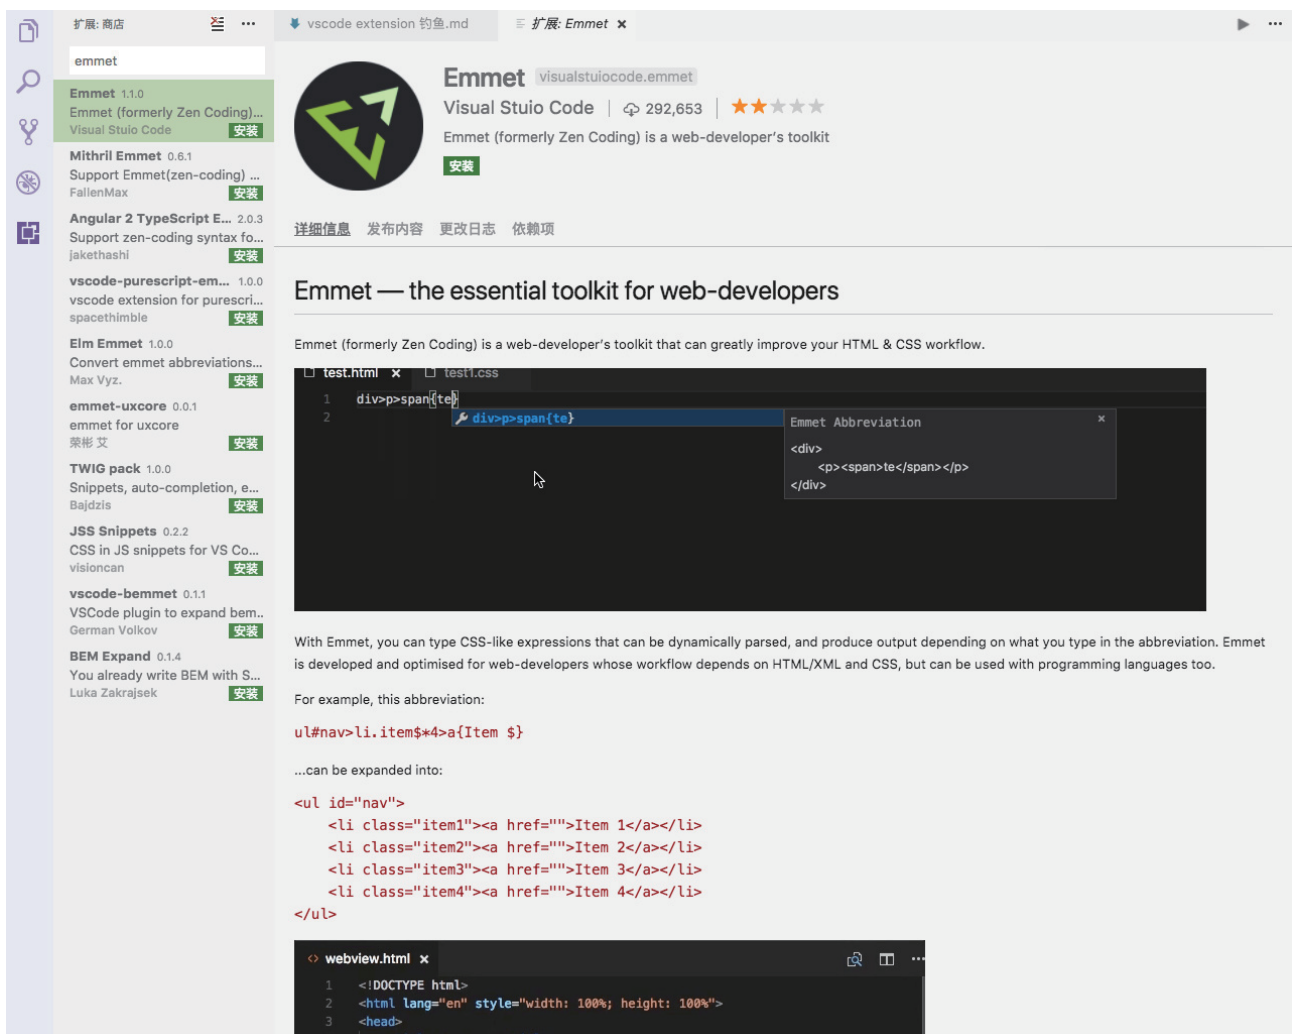 扩展: 商店
vscode extension 钓鱼.md
扩展: Emmet
emmet
Emmet 1.1.0
Emmet (formerly Zen Coding)...
Visual Stuio Code
安装
Mithril Emmet 0.6.1
Support Emmet(zen-coding) ...
FallenMax
安装
Angular 2 TypeScript E... 2.0.3
Support zen-coding syntax fo...
jakethashi
安装
vscode-purescript-em... 1.0.0
vscode extension for purescri...
spacethimble
安装
Elm Emmet 1.0.0
Convert emmet abbreviations...
Max Vyz.
安装
emmet-uxcore 0.0.1
emmet for uxcore
荣彬 艾
安装
TWIG pack 1.0.0
Snippets, auto-completion, e...
Bajdzis
安装
JSS Snippets 0.2.2
CSS in JS snippets for VS Co...
visioncan
安装
vscode-bemmet 0.1.1
VSCode plugin to expand bem..
German Volkov
安装
BEM Expand 0.1.4
You already write BEM with S...
Luka Zakrajsek
安装
Emmet visualstuiocode.emmet
Visual Stuio Code 292,653
Emmet (formerly Zen Coding) is a web-developer's toolkit
安装
详细信息 发布内容 更改日志 依赖项
Emmet — the essential toolkit for web-developers
Emmet (formerly Zen Coding) is a web-developer's toolkit that can greatly improve your HTML & CSS workflow.
test.html test1.css
1 div>p>span{te}
2
div>p>span{te}
Emmet Abbreviation
<div>
<p><span>te</span></p>
</div>
With Emmet, you can type CSS-like expressions that can be dynamically parsed, and produce output depending on what you type in the abbreviation. Emmet
is developed and optimised for web-developers whose workflow depends on HTML/XML and CSS, but can be used with programming languages too.
For example, this abbreviation:
ul#nav>li.item$*4>a{Item $}
...can be expanded into:
<ul id="nav">
<li class="item1"><a href="">Item 1</a></li>
<li class="item2"><a href="">Item 2</a></li>
<li class="item3"><a href="">Item 3</a></li>
<li class="item4"><a href="">Item 4</a></li>
</ul>
webview.html
1 <!DOCTYPE html>
2 <html lang="en" style="width: 100%; height: 100%">
3 <head>